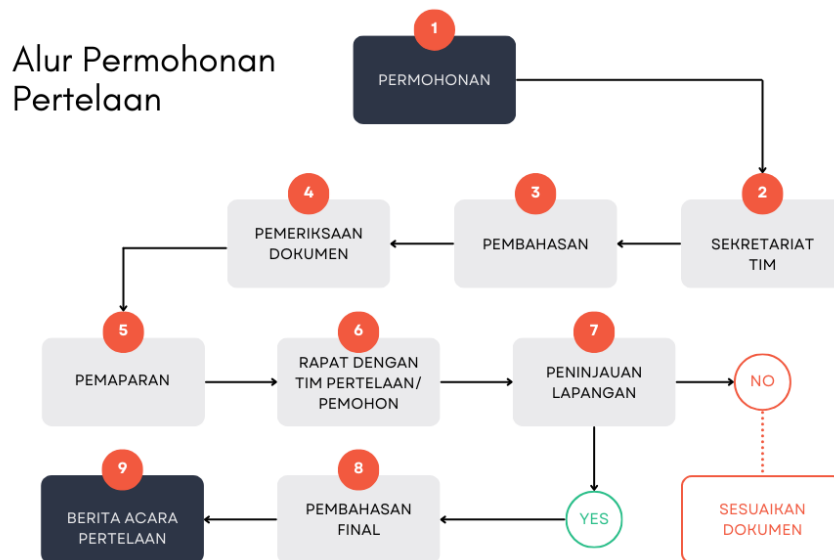 Alur Permohonan
Pertelaan
1
PERMOHONAN
2
SEKRETARIAT
TIM
3
PEMBAHASAN
4
PEMERIKSAAN
DOKUMEN
5
PEMAPARAN
6
RAPAT DENGAN
TIM PERTELAAN/
PEMOHON
7
PENINJAUAN
LAPANGAN
NO
SESUAIKAN
DOKUMEN
YES
8
PEMBAHASAN
FINAL
9
BERITA ACARA
PERTELAAN